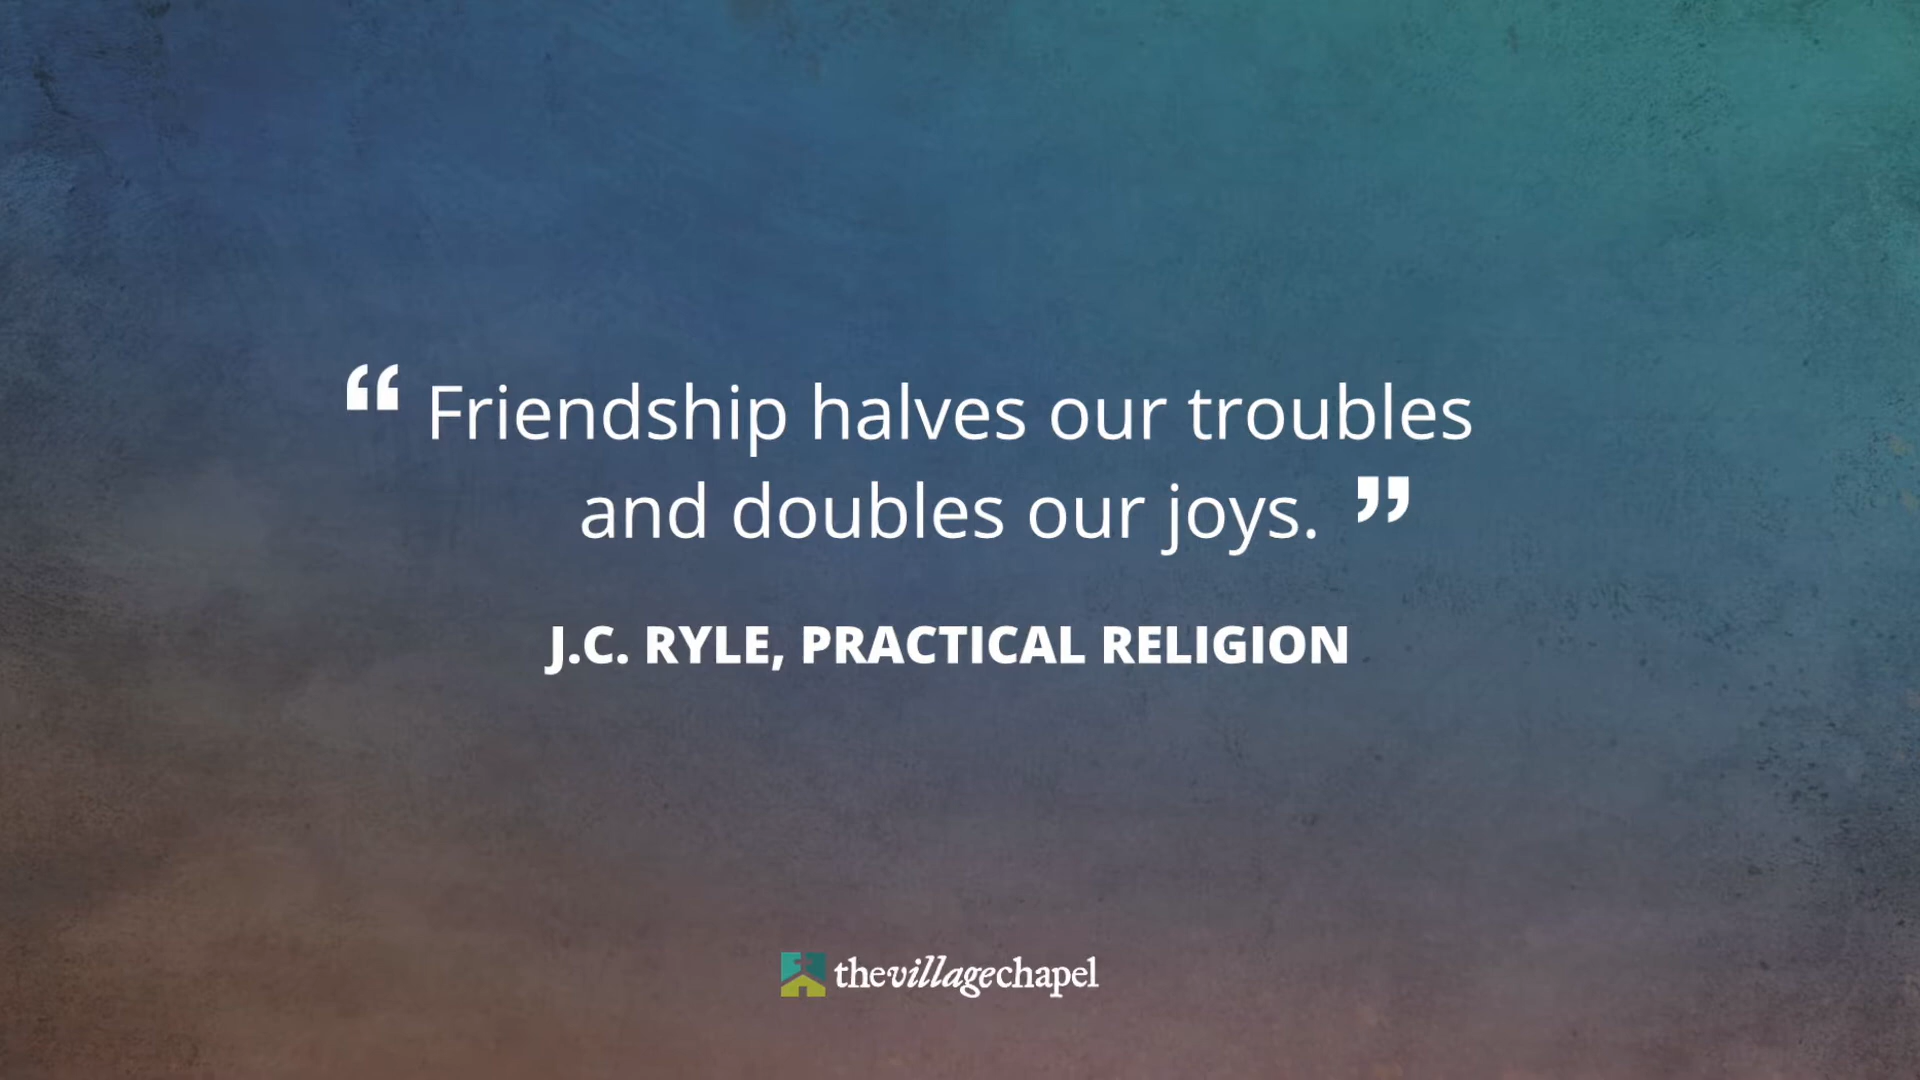 “Friendship halves our troubles
and doubles our joys.”
J.C. RYLE, PRACTICAL RELIGION
thevillagechapel